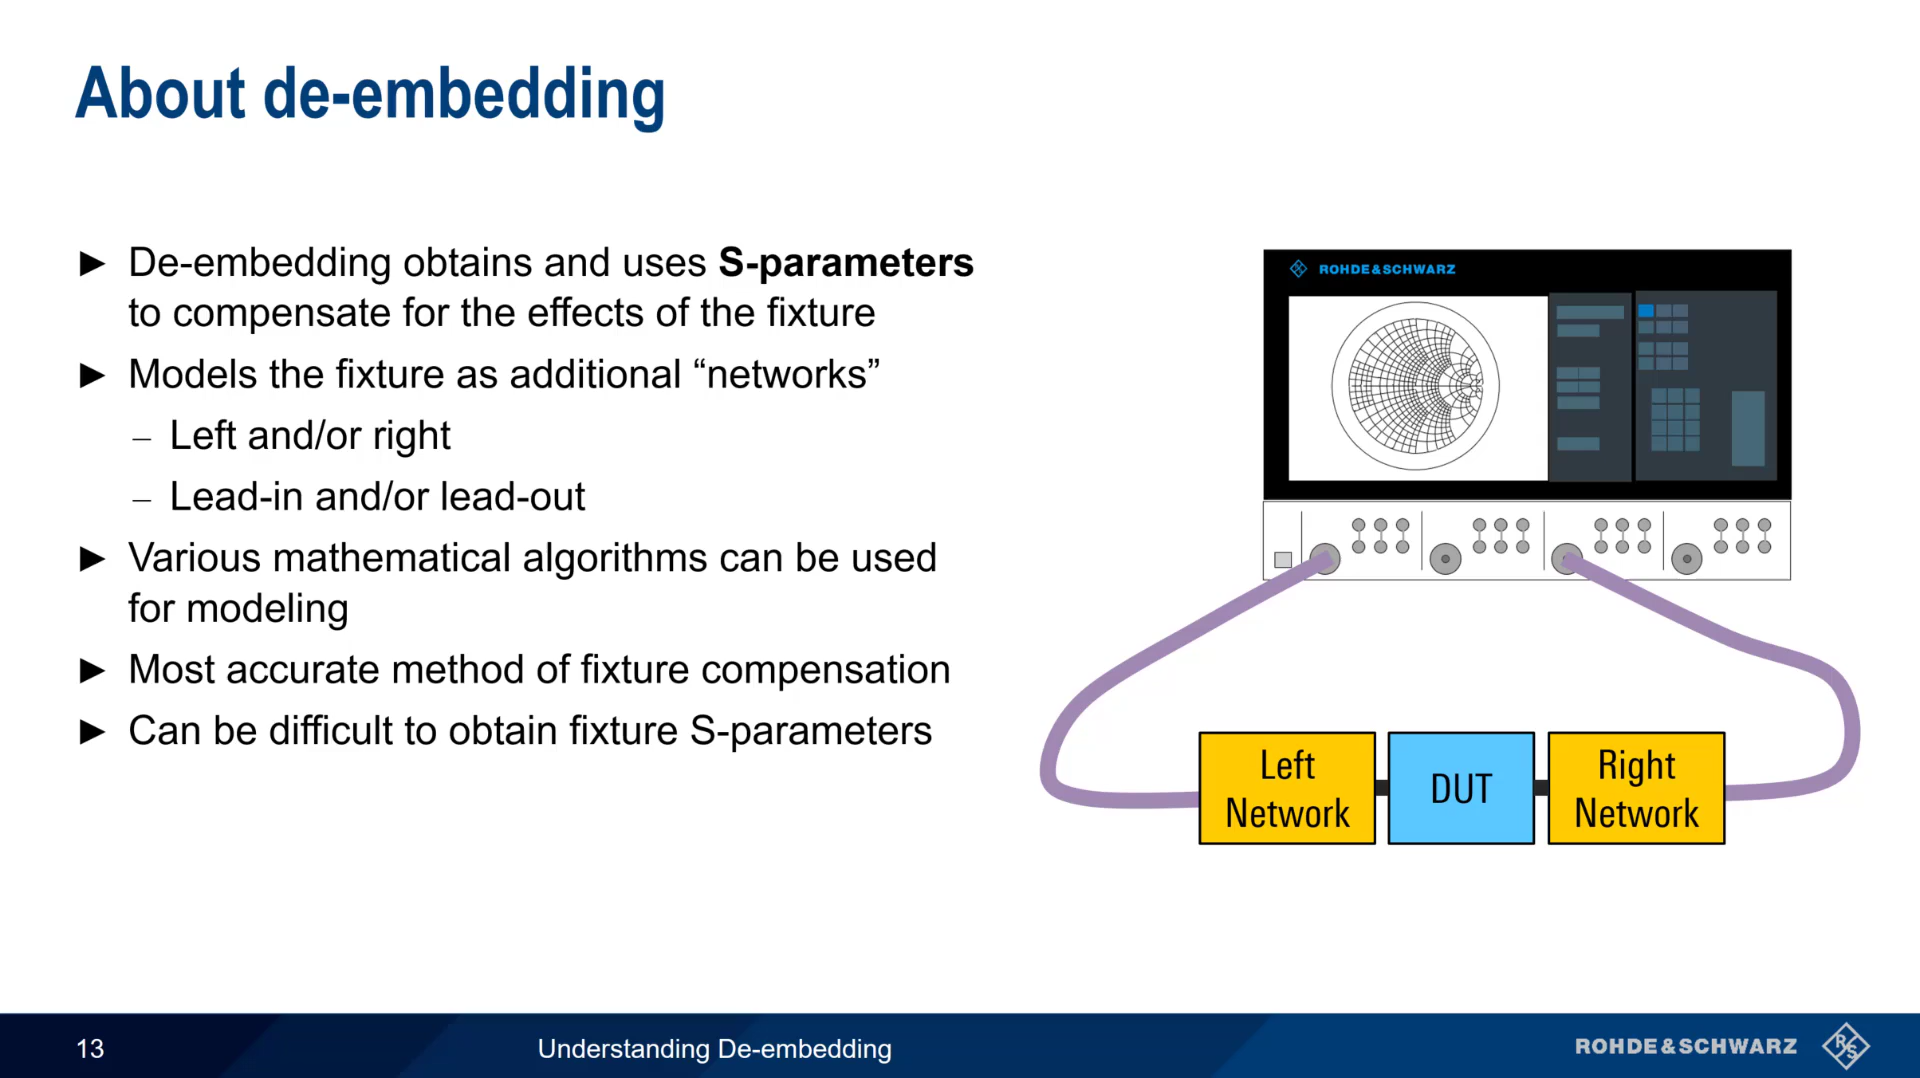 About de-embedding
► De-embedding obtains and uses S-parameters
to compensate for the effects of the fixture
► Models the fixture as additional “networks”
– Left and/or right
– Lead-in and/or lead-out
► Various mathematical algorithms can be used
for modeling
► Most accurate method of fixture compensation
► Can be difficult to obtain fixture S-parameters
ROHDE&SCHWARZ
Left
Network
DUT
Right
Network
13
Understanding De-embedding
ROHDE&SCHWARZ
R&S